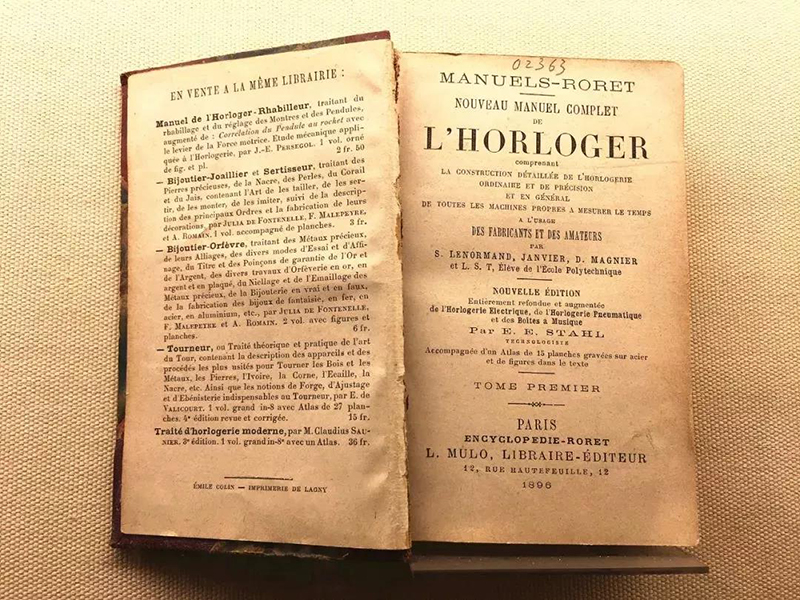 EN VENTE A LA MÊME LIBRAIRIE :
Manuel de l'Horloger-Rhabilleur, traitant du
rhabillage et du réglage des Montres et des Pendules,
augmenté de : Correlation du Pendule au rochet avec
le levier de la Force motrice. Etude mécanique appli-
quée à l'Horlogerie, par J.-E. PERSEGOL. 1 vol. orné
de fig. et pl. 2 fr. 50
— Bijoutier-Joaillier et Sertisseur, traitant des
Pierres précieuses, de la Nacre, des Perles, du Corail
et du Jais, contenant l'Art de les tailler, de les ser-
tir, de les monter, de les imiter, suivi de la descrip-
tion des principaux Ordres et la fabrication de leurs
décorations, par JULIA DE FONTENELLE, F. MALEPEYRE,
et A. ROMAIN. 1 vol. accompagné de planches. 3 fr.
— Bijoutier-Orfèvre, traitant des Métaux précieux,
de leurs Alliages, des divers modes d'Essai et d'Affi-
nage, du Titre et des Poinçons de garantie de l'Or et
de l'Argent, des divers travaux d'Orfèverie en or, en
argent et en plaqué, du Niellage et de l'Emaillage des
Métaux précieux, de la Bijouterie en vrai et en faux,
de la fabrication des bijoux de fantaisie, en fer, en
acier, en aluminium, etc., par JULIA DE FONTENELLE,
F. MALEPEYRE et A. ROMAIN. 2 vol. avec figures et
planches. 6 fr.
— Tourneur, ou Traité théorique et pratique de l'art
du Tour, contenant la description des appareils et des
procédés les plus usités pour Tourner les Bois et les
Métaux, les Pierres, l'Ivoire, la Corne, l'Ecaille, la
Nacre, etc. Ainsi que les notions de Forge, d'Ajustage
et d'Ebénisterie indispensables au Tourneur, par E. de
VALICOURT. 1 vol. grand in-8 avec Atlas de 27 plan-
ches. 4e édition revue et corrigée. 15 fr.
Traité d'horlogerie moderne, par M. Claudius SAU-
NIER. 3e édition. 1 vol. grand in-8° avec un Atlas. 36 fr.
ÉMILE COLIN — IMPRIMERIE DE LAGNY
02363
MANUELS-RORET
NOUVEAU MANUEL COMPLET
DE
L'HORLOGER
comprenant
LA CONSTRUCTION DÉTAILLÉE DE L'HORLOGERIE
ORDINAIRE ET DE PRÉCISION
ET EN GÉNÉRAL
DE TOUTES LES MACHINES PROPRES A MESURER LE TEMPS
A L'USAGE
DES FABRICANTS ET DES AMATEURS
PAR
S. LENORMAND, JANVIER, D. MAGNIER
et L. S. T, Élève de l'École Polytechnique
NOUVELLE ÉDITION
Entièrement refondue et augmentée
de l'Horlogerie Electrique, de l'Horlogerie Pneumatique
et des Boîtes à Musique
Par E. E. STAHL
TECHNOLOGISTE
Accompagnée d'un Atlas de 15 planches gravées sur acier
et de figures dans le texte
TOME PREMIER
PARIS
ENCYCLOPEDIE-RORET
L. MULO, LIBRAIRE-ÉDITEUR
12, RUE HAUTEFEUILLE, 12
1896